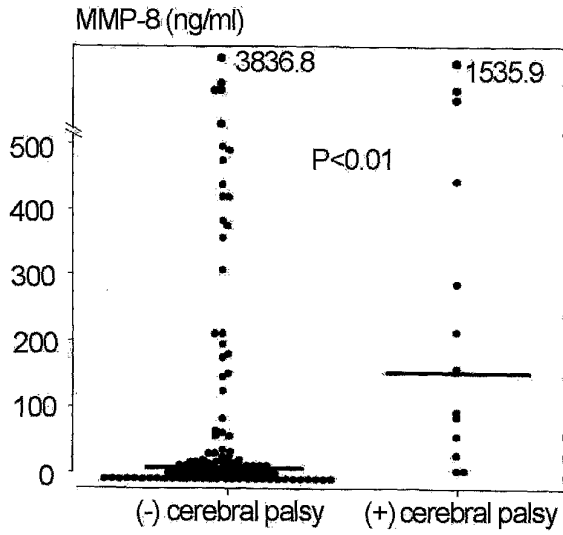 MMP-8 (ng/ml)
3836.8
1535.9
500
P<0.01
400
300
200
100
0
(-) cerebral palsy
(+) cerebral palsy